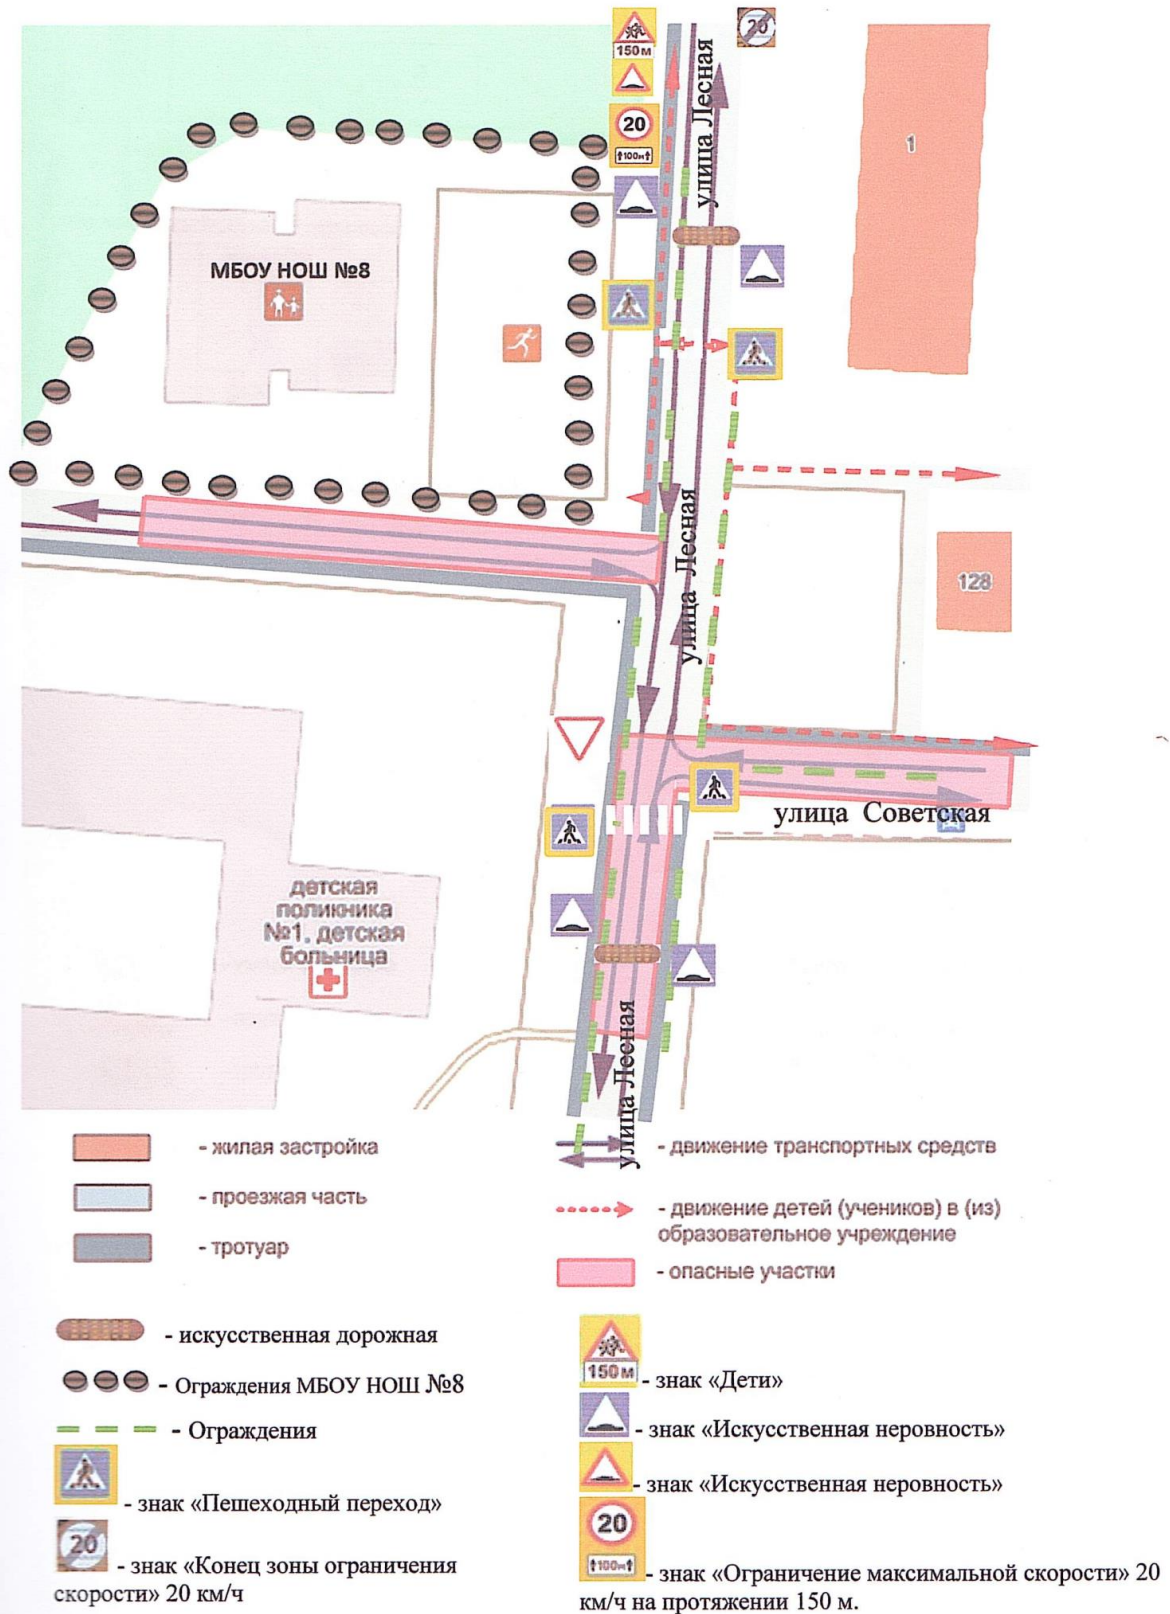 150м
20
20
100м
улица Лесная
1
МБОУ НОШ №8
улица Лесная
128
улица Советская
детская
поликника
№1, детская
больница
улица Лесная
- жилая застройка
- проезжая часть
- тротуар
- движение транспортных средств
- движение детей (учеников) в (из)
образовательное учреждение
- опасные участки
- искусственная дорожная
- Ограждения МБОУ НОШ №8
- Ограждения
- знак «Пешеходный переход»
20
- знак «Конец зоны ограничения
скорости» 20 км/ч
150м
- знак «Дети»
- знак «Искусственная неровность»
- знак «Искусственная неровность»
20
100м
- знак «Ограничение максимальной скорости» 20
км/ч на протяжении 150 м.